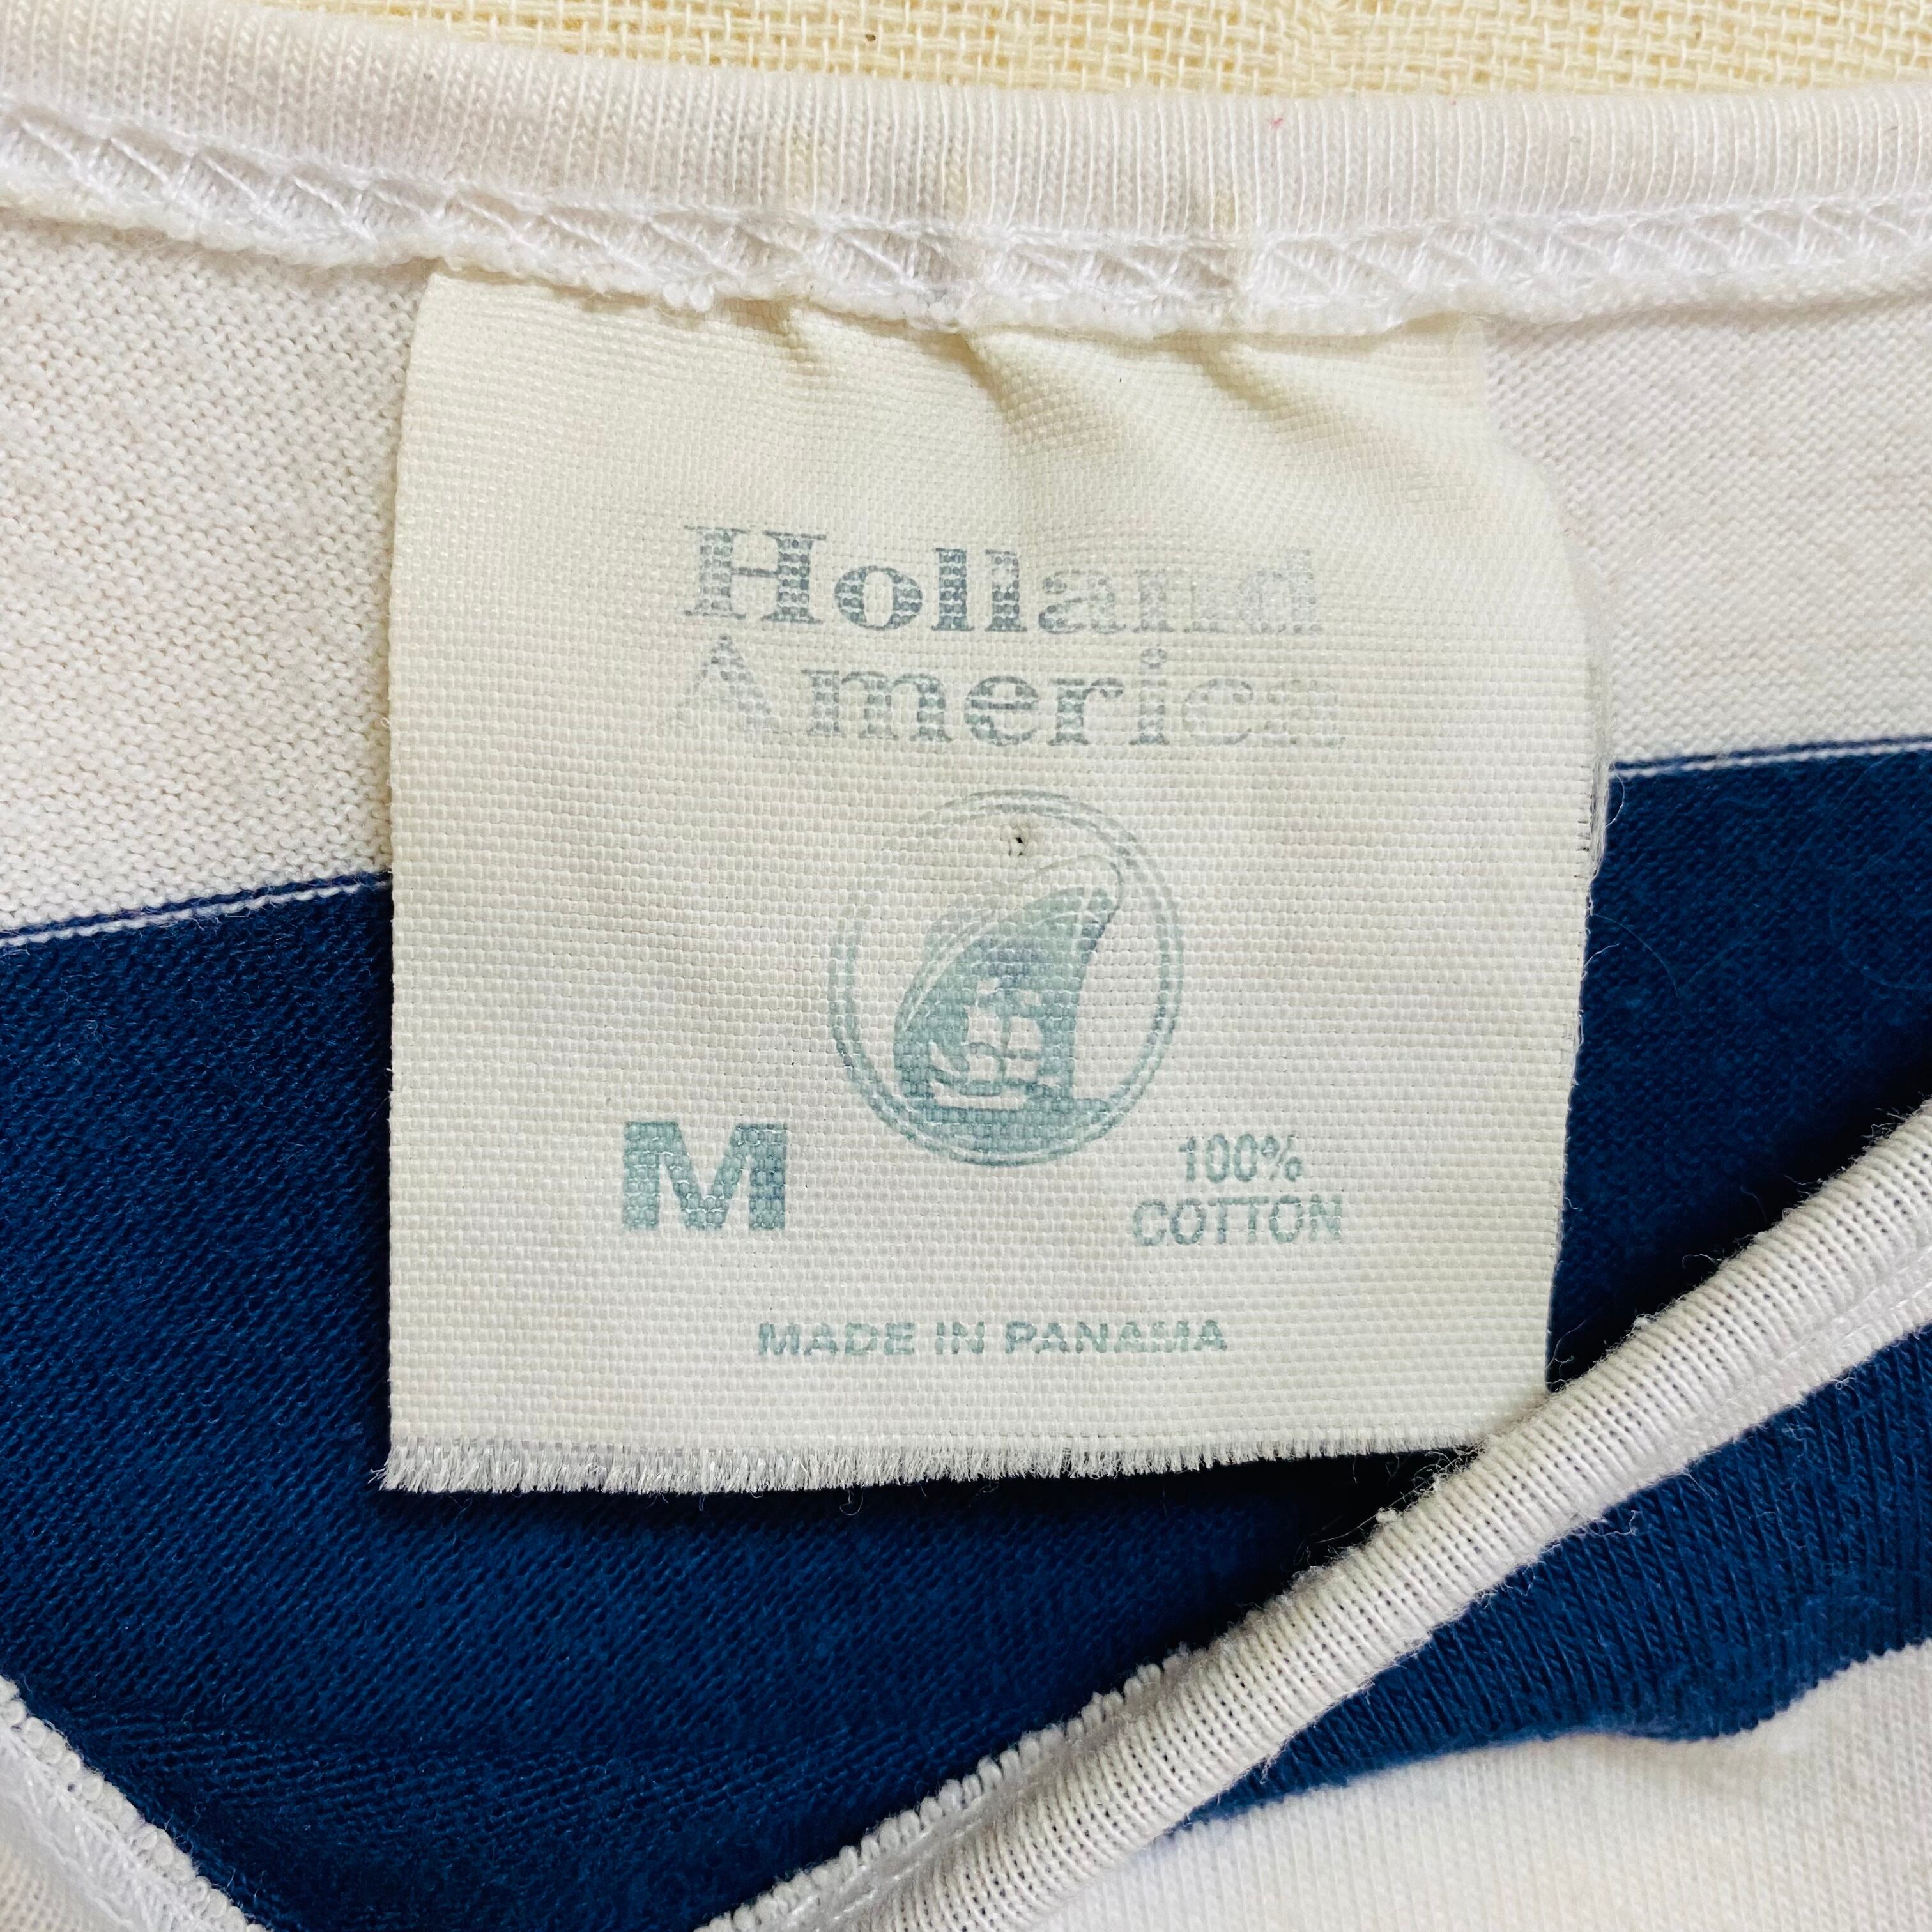 Holland
America
M
100%
COTTON
MADE IN PANAMA